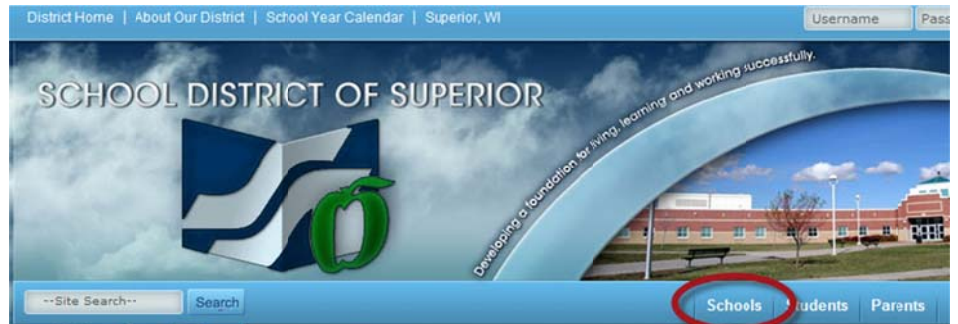 District Home | About Our District | School Year Calendar | Superior, WI
Username
Pass
SCHOOL DISTRICT OF SUPERIOR
Developing a foundation for living, learning and working successfully.
--Site Search--
Search
Schools
Students
Parents